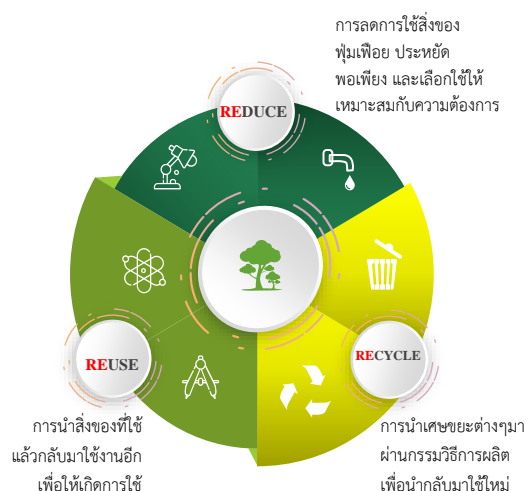 การลดการใช้สิ่งของ
ฟุ่มเฟือย ประหยัด
พอเพียง และเลือกใช้ให้
เหมาะสมกับความต้องการ
REDUCE
REUSE
RECYCLE
การนำสิ่งของที่ใช้
แล้วกลับมาใช้งานอีก
เพื่อให้เกิดการใช้
การนำเศษขยะต่างๆมา
ผ่านกรรมวิธีการผลิต
เพื่อนำกลับมาใช้ใหม่